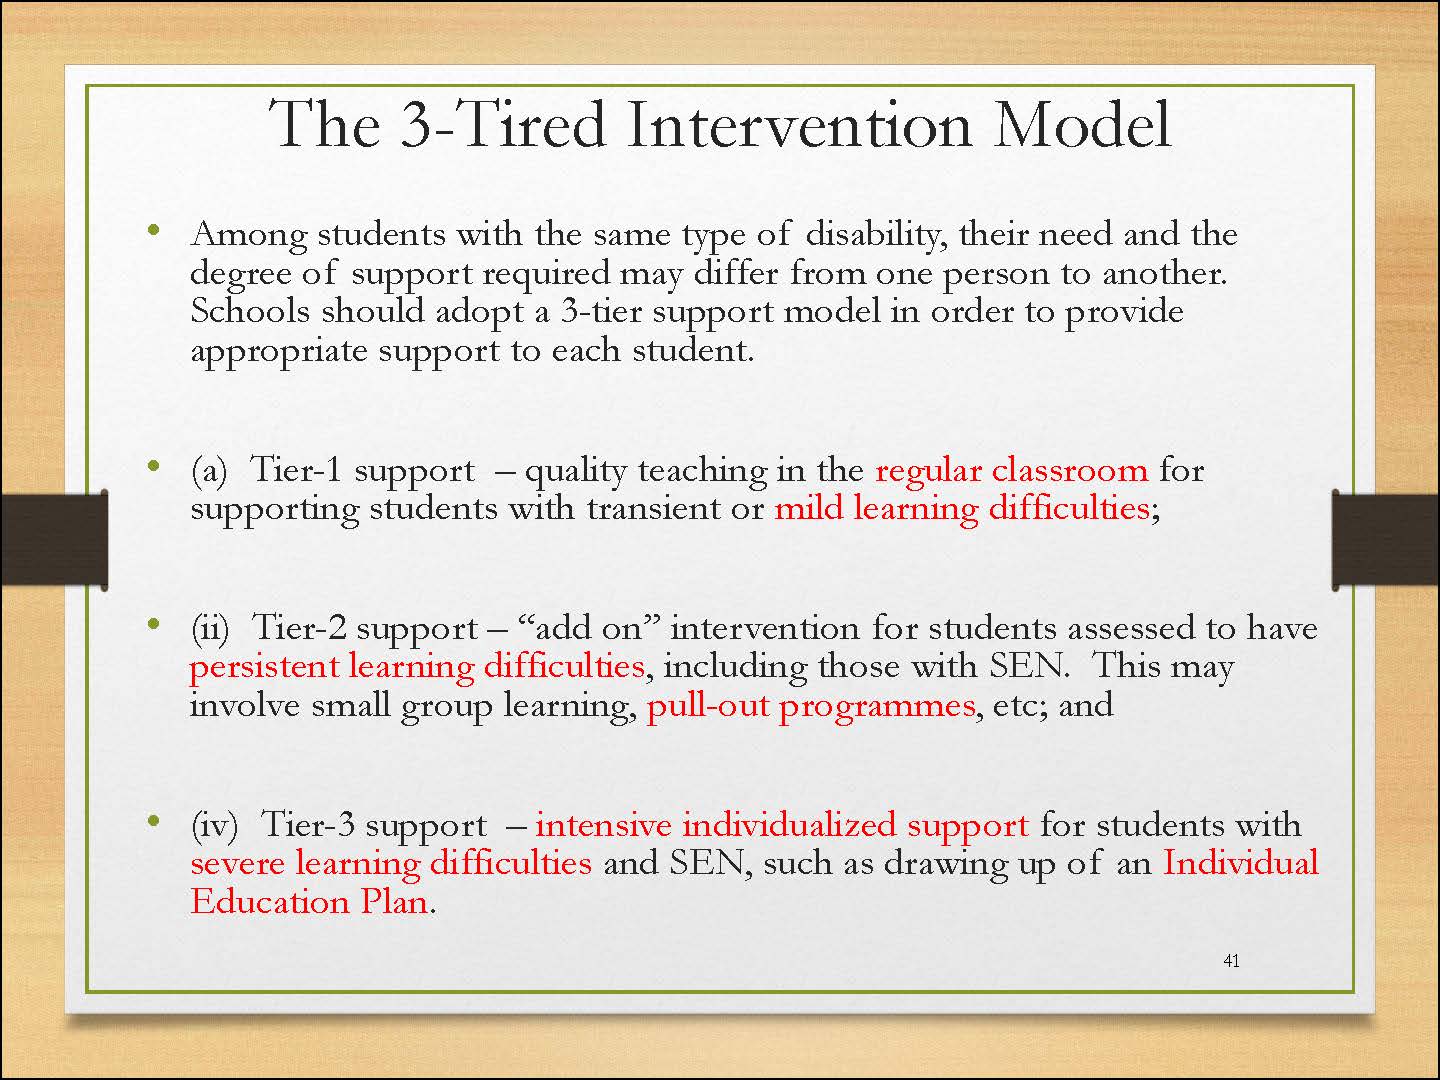 The 3-Tired Intervention Model
• Among students with the same type of disability, their need and the
degree of support required may differ from one person to another.
Schools should adopt a 3-tier support model in order to provide
appropriate support to each student.
• (a) Tier-1 support – quality teaching in the regular classroom for
supporting students with transient or mild learning difficulties;
• (ii) Tier-2 support – “add on” intervention for students assessed to have
persistent learning difficulties, including those with SEN. This may
involve small group learning, pull-out programmes, etc; and
• (iv) Tier-3 support – intensive individualized support for students with
severe learning difficulties and SEN, such as drawing up of an Individual
Education Plan.
41